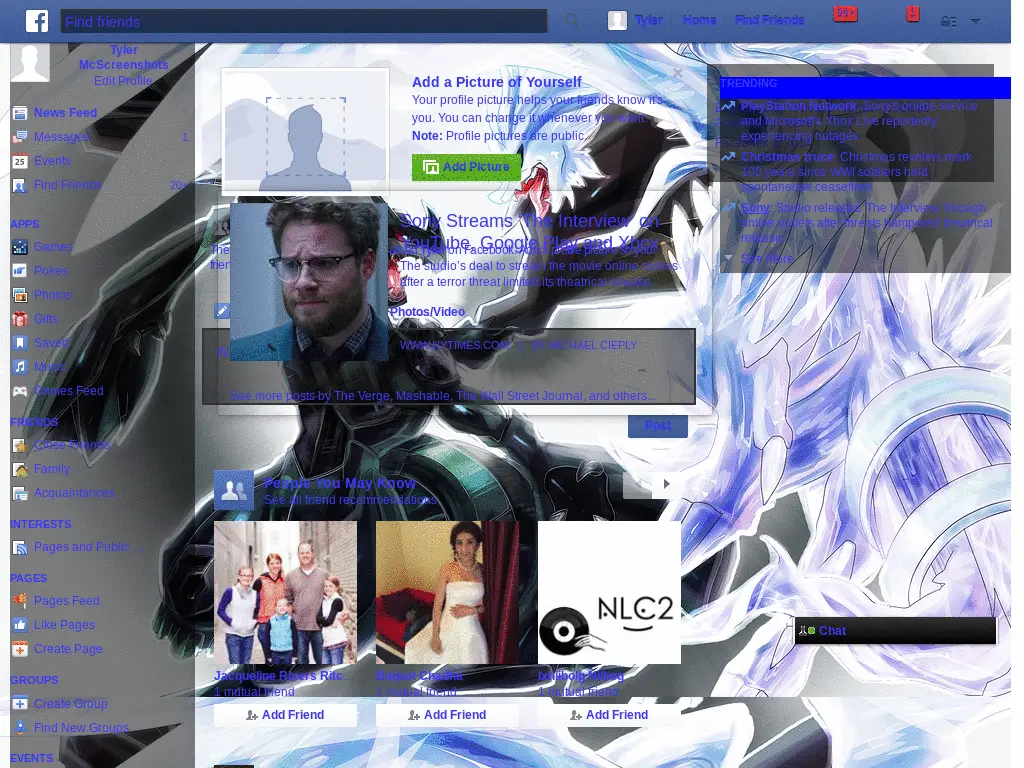 Find friends
Tyler
Home
Find Friends
20+
Tyler
McScreenshots
Edit Profile
News Feed
Messages 1
Events
Find Friends 20+
APPS
Games
Pokes
Photos
Gifts
Saved
Music
Games Feed
FRIENDS
Close Friends
Family
Acquaintances
INTERESTS
Pages and Public ...
PAGES
Pages Feed
Like Pages
Create Page
GROUPS
Create Group
Find New Groups
EVENTS
Add a Picture of Yourself
Your profile picture helps your friends know it's
you. You can change it whenever you want.
Note: Profile pictures are public.
Add Picture
Sony Streams 'The Interview' on
YouTube, Google Play and Xbox
The studio's deal to stream the movie online comes
after a terror threat limited its theatrical release.
Photos/Video
WWW.NYTIMES.COM | BY MICHAEL CIEPLY
See more posts by The Verge, Mashable, The Wall Street Journal, and others...
Post
People You May Know
See all friend recommendations
Jacqueline Rivers Ritc...
1 mutual friend
Add Friend
Chadha
1 mutual friend
Add Friend
NLC2
1 mutual friend
Add Friend
TRENDING
PlayStation Network: Sony's online service
and Microsoft's Xbox Live reportedly
experiencing outages
Christmas truce: Christmas revelers mark
100 years since WWI soldiers held
spontaneous ceasefires
Sony: Studio releases 'The Interview' through
online outlets after threats hampered theatrical
release
See More
Chat